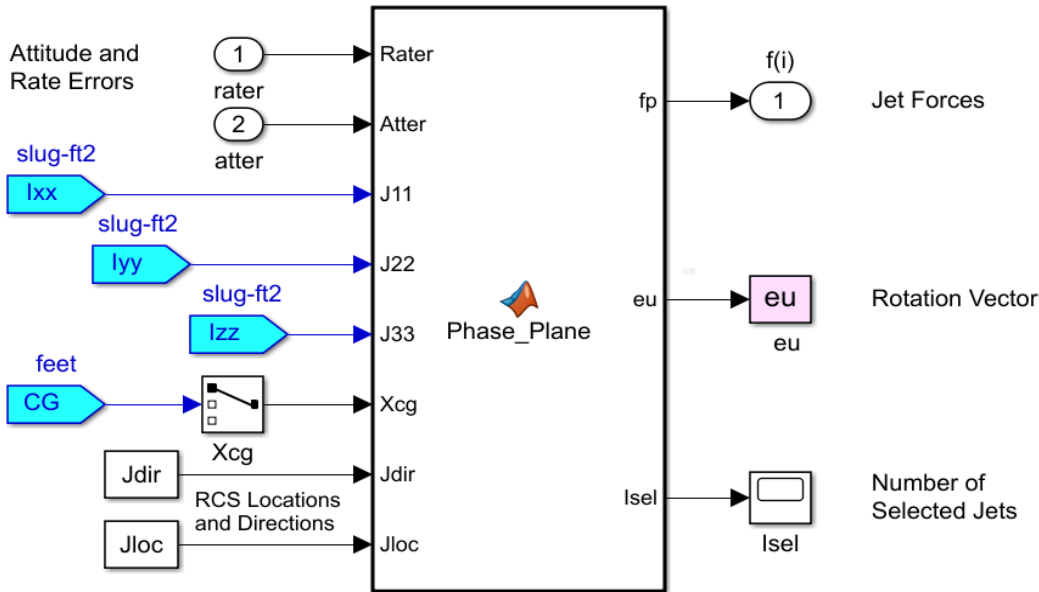 Attitude and
Rate Errors
1
rater
2
atter
slug-ft2
Ixx
slug-ft2
Iyy
slug-ft2
Izz
feet
CG
Xcg
Jdir
RCS Locations
and Directions
Jloc
Rater
Atter
J11
J22
J33
Xcg
Jdir
Jloc
Phase_Plane
fp
eu
Isel
f(i)
1
Jet Forces
eu
eu
Rotation Vector
Isel
Number of
Selected Jets